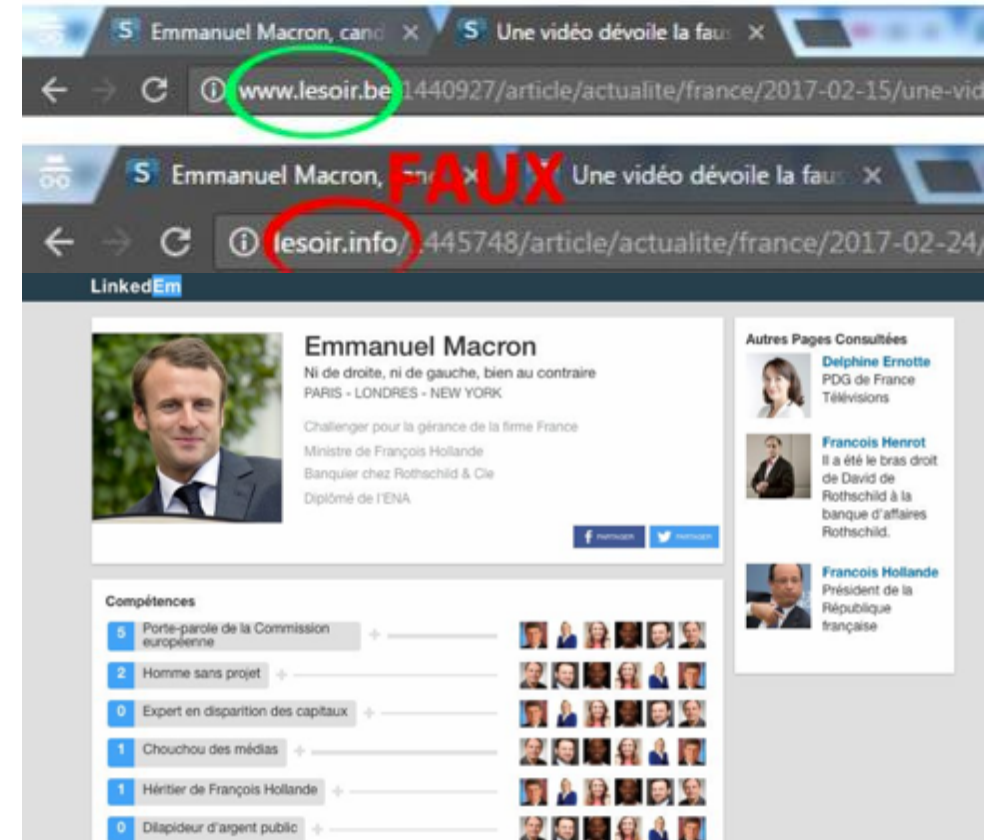 Emmanuel Macron, cand
Une vidéo dévoile la faus
www.lesoir.be/1440927/article/actualite/france/2017-02-15/une-vid
Emmanuel Macron,
FAUX
Une vidéo dévoile la faus
lesoir.info/1445748/article/actualite/france/2017-02-24/
LinkedEm
Emmanuel Macron
Ni de droite, ni de gauche, bien au contraire
PARIS - LONDRES - NEW YORK
Challenger pour la gérance de la firme France
Ministre de François Hollande
Banquier chez Rothschild & Cie
Diplômé de l'ENA
PARTAGER
PARTAGER
Autres Pages Consultées
Delphine Ernotte
PDG de France
Télévisions
Francois Henrot
Il a été le bras droit
de David de
Rothschild à la
banque d'affaires
Rothschild.
Francois Hollande
Président de la
République
française
Compétences
5 Porte-parole de la Commission
européenne
2 Homme sans projet
0 Expert en disparition des capitaux
1 Chouchou des médias
1 Héritier de François Hollande
0 Dilapideur d'argent public